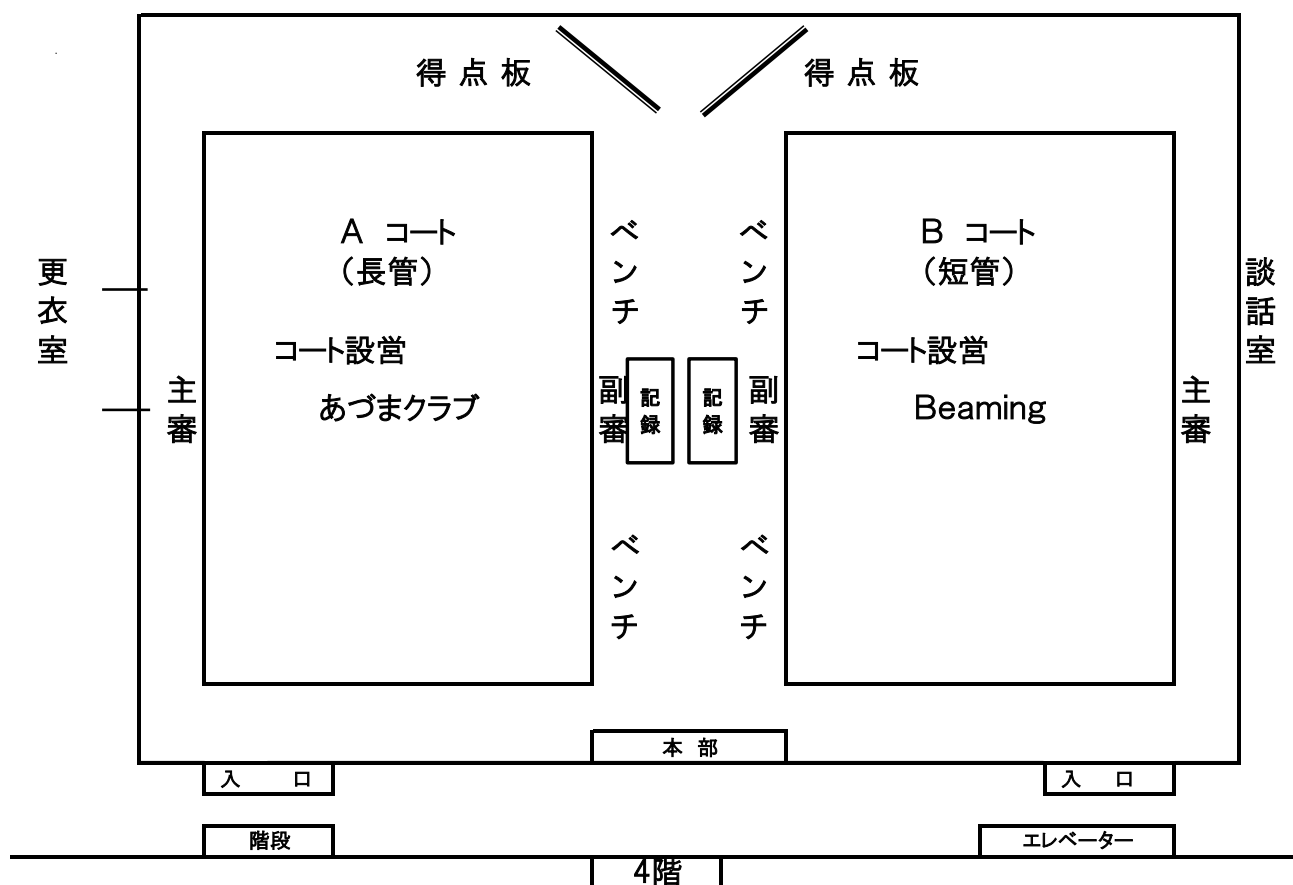 得 点 板
得 点 板
A コート
（長管）
コート設営
あづまクラブ
B コート
（短管）
コート設営
Beaming
ベンチ
ベンチ
更衣室
談話室
主審
副審
記録
記録
副審
主審
ベンチ
ベンチ
本 部
入 口
入 口
階段
エレベーター
4階